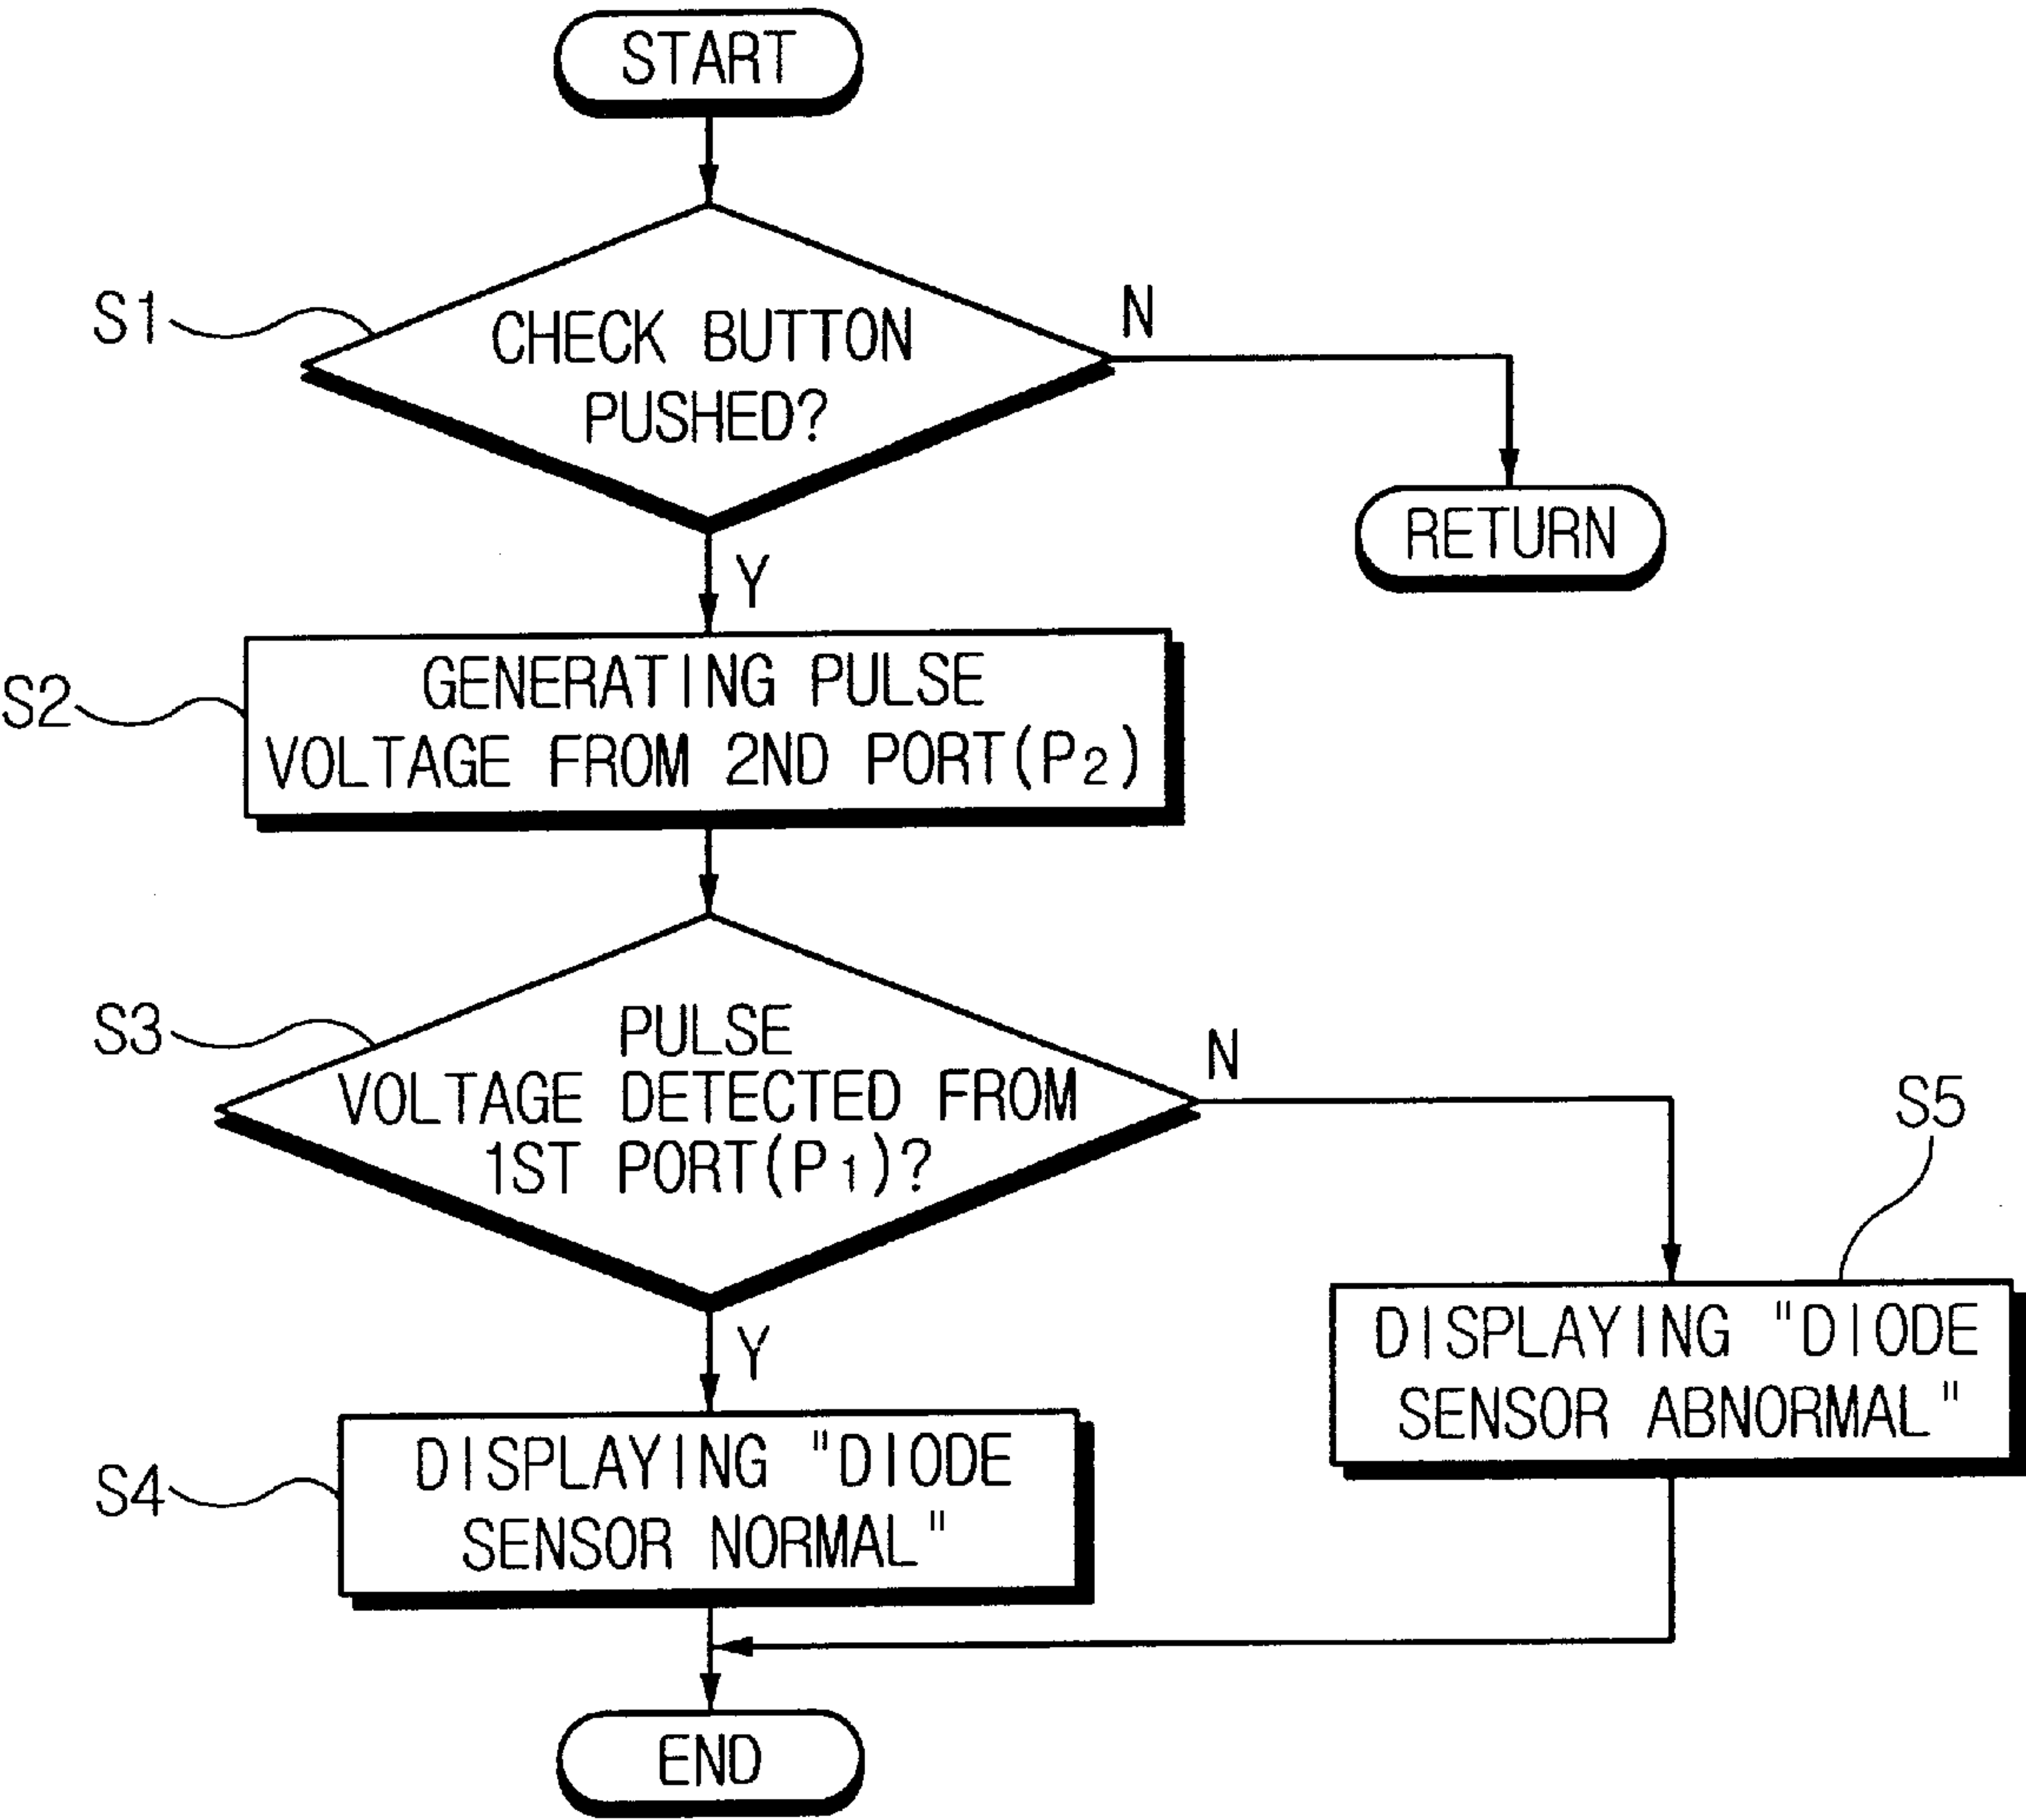 START
S1
CHECK BUTTON
PUSHED?
N
RETURN
Y
S2
GENERATING PULSE
VOLTAGE FROM 2ND PORT(P2)
S3
PULSE
VOLTAGE DETECTED FROM
1ST PORT(P1)?
N
S5
DISPLAYING "DIODE
SENSOR ABNORMAL"
Y
S4
DISPLAYING "DIODE
SENSOR NORMAL"
END